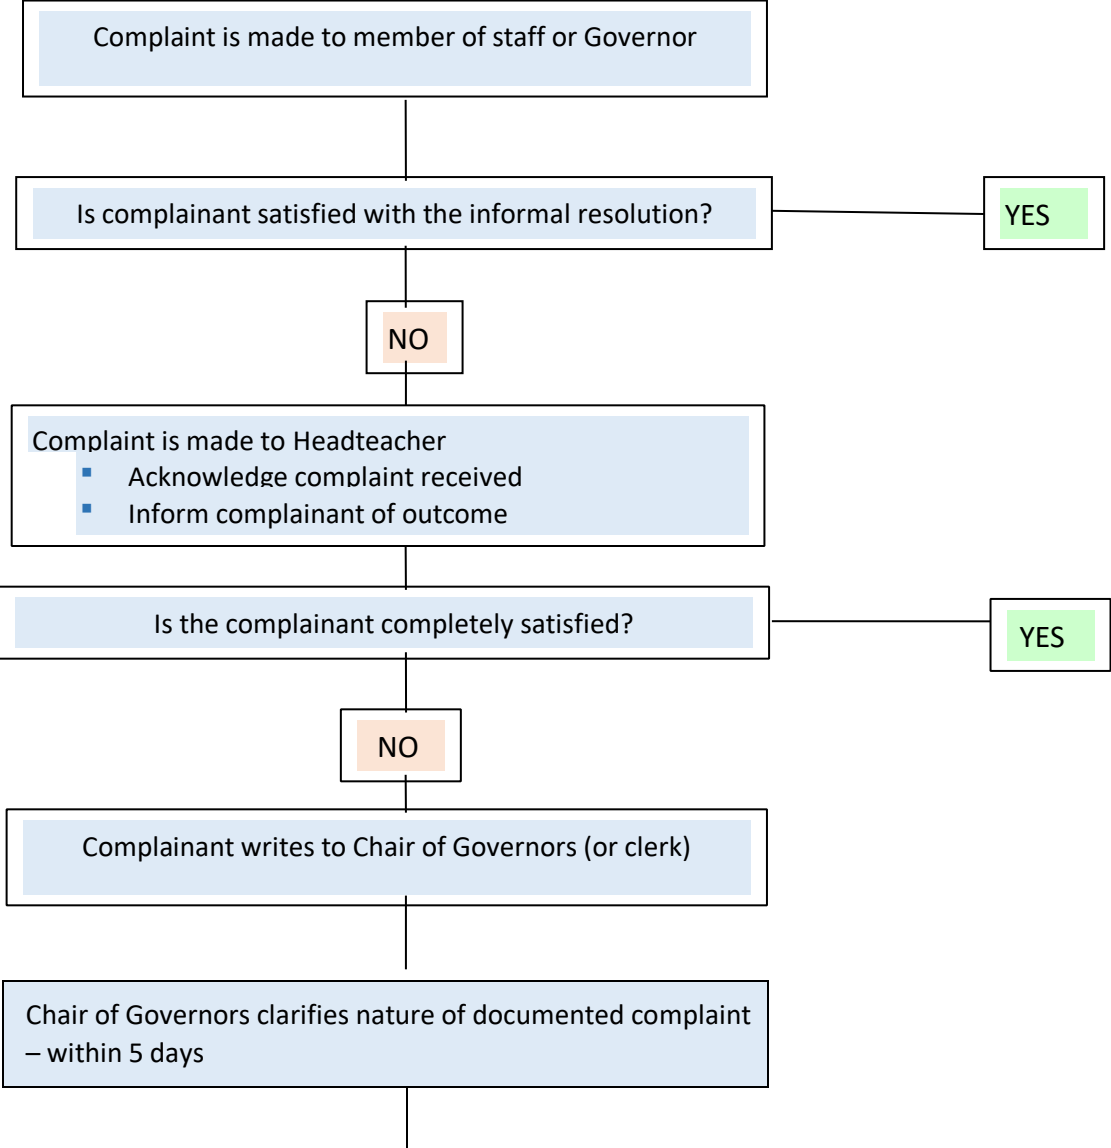 Complaint is made to member of staff or Governor
Is complainant satisfied with the informal resolution?
YES
NO
Complaint is made to Headteacher
▪ Acknowledge complaint received
▪ Inform complainant of outcome
Is the complainant completely satisfied?
YES
NO
Complainant writes to Chair of Governors (or clerk)
Chair of Governors clarifies nature of documented complaint
– within 5 days